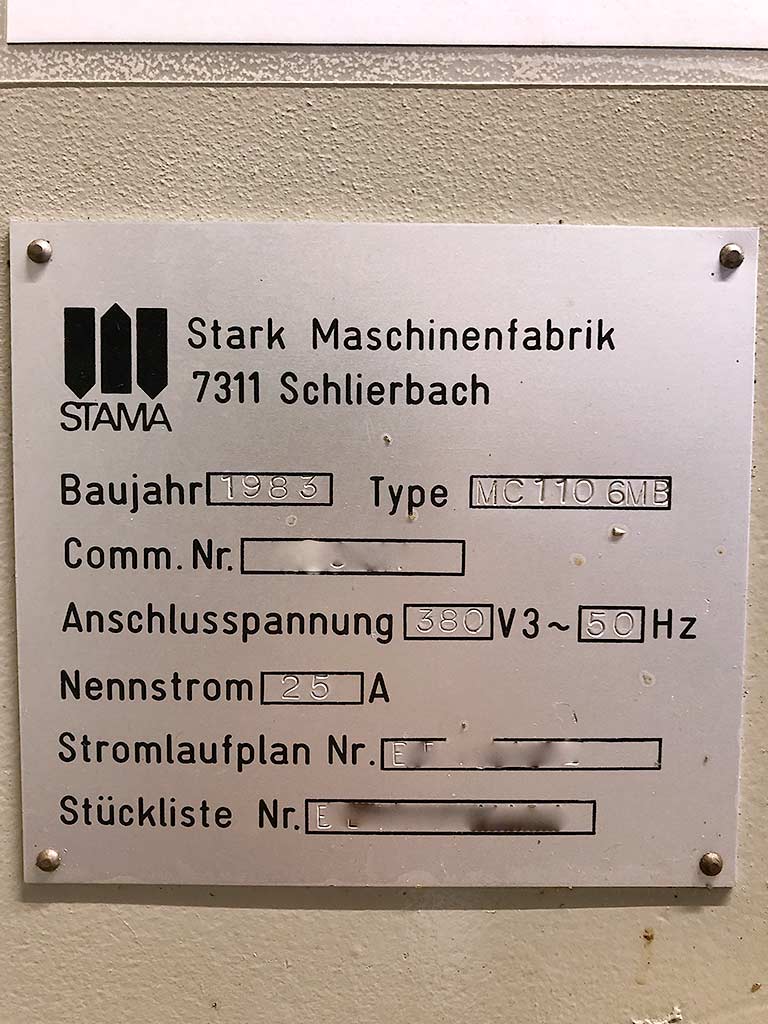 STAMA
Stark Maschinenfabrik
7311 Schlierbach
Baujahr 1983 Type MC110 6MB
Comm. Nr.
Anschlusspannung 380 V3~ 50 Hz
Nennstrom 25 A
Stromlaufplan Nr.
Stückliste Nr.